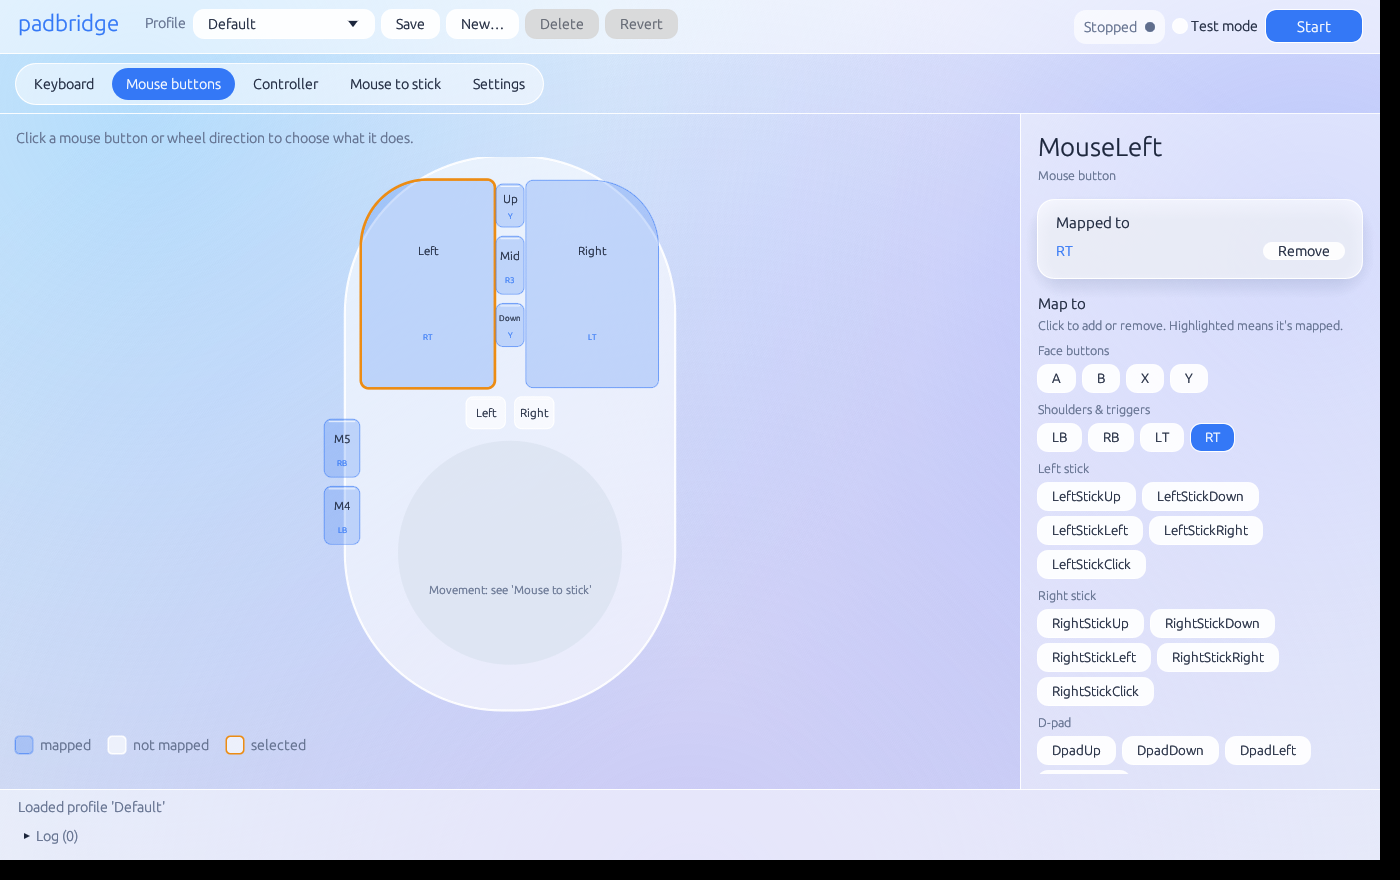 padbridge Profile Default Save New... Delete Revert Stopped Test mode Start
Keyboard Mouse buttons Controller Mouse to stick Settings
Click a mouse button or wheel direction to choose what it does.
Up
Y
Left
Mid
Right
R3
Down
RT
Y
LT
Left Right
M5
RB
M4
LB
Movement: see 'Mouse to stick'
mapped not mapped selected
MouseLeft
Mouse button
Mapped to
RT Remove
Map to
Click to add or remove. Highlighted means it's mapped.
Face buttons
A B X Y
Shoulders & triggers
LB RB LT RT
Left stick
LeftStickUp LeftStickDown
LeftStickLeft LeftStickRight
LeftStickClick
Right stick
RightStickUp RightStickDown
RightStickLeft RightStickRight
RightStickClick
D-pad
DpadUp DpadDown DpadLeft
Loaded profile 'Default'
Log (0)